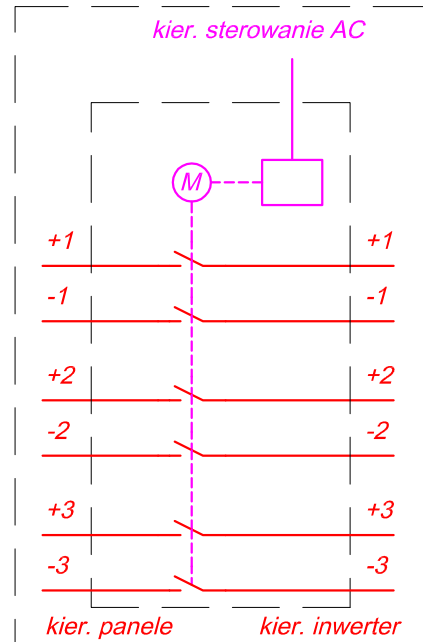 kier. sterowanie AC
M
+1 +1
-1 -1
+2 +2
-2 -2
+3 +3
-3 -3
kier. panele kier. inwerter